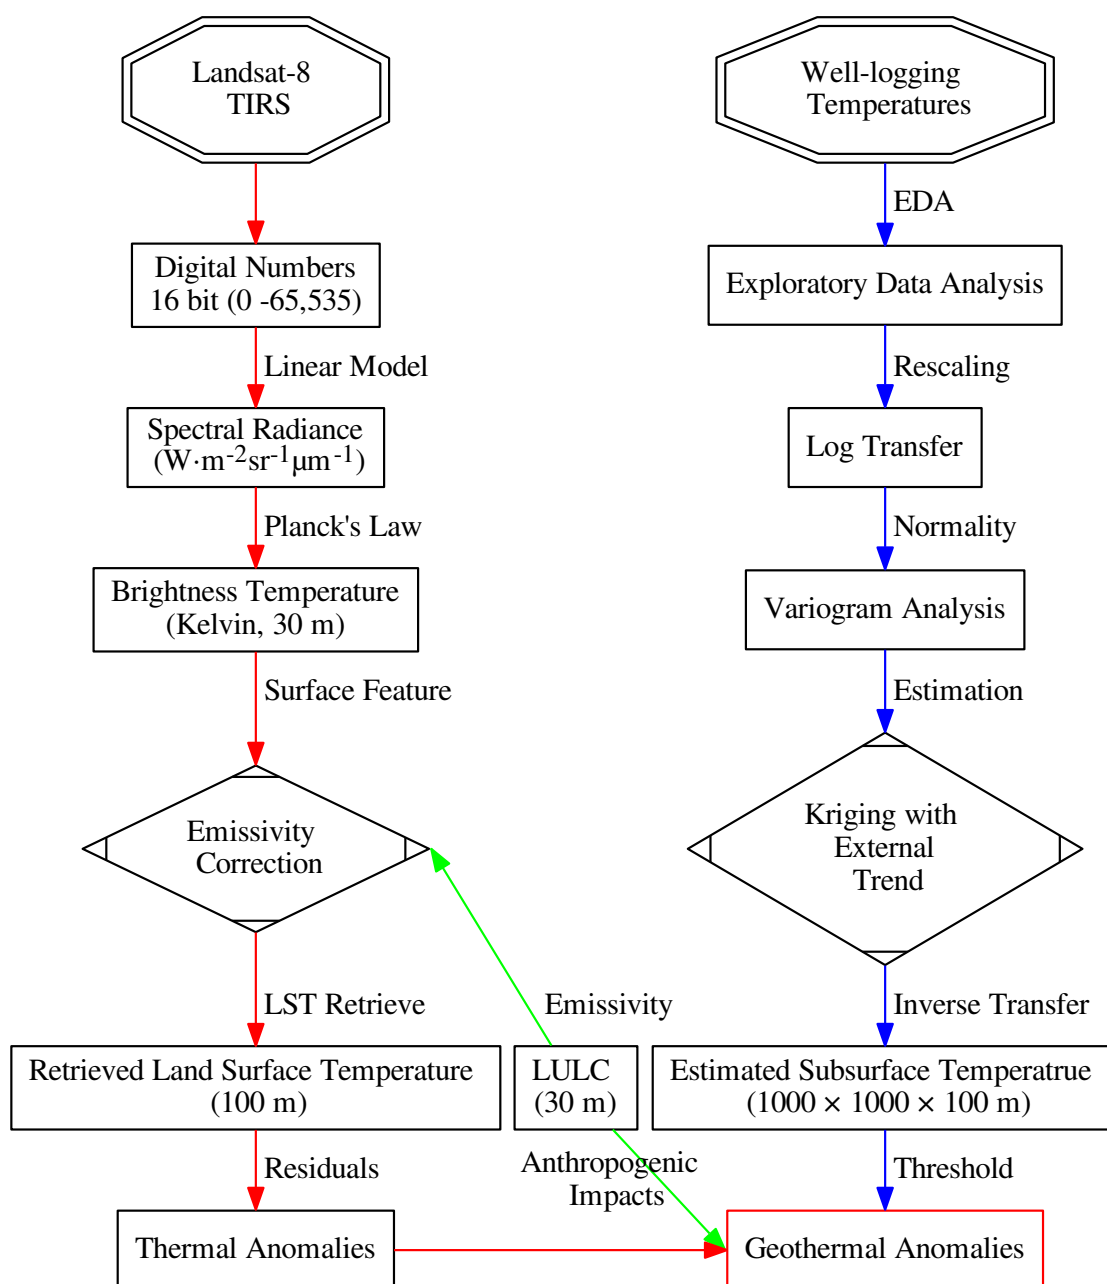 Landsat-8
TIRS
Digital Numbers
16 bit (0 -65,535)
Linear Model
Spectral Radiance
(W·m⁻²sr⁻¹µm⁻¹)
Planck's Law
Brightness Temperature
(Kelvin, 30 m)
Surface Feature
Emissivity
Correction
LST Retrieve
Retrieved Land Surface Temperature
(100 m)
Residuals
Thermal Anomalies
Emissivity
LULC
(30 m)
Anthropogenic
Impacts
Well-logging
Temperatures
EDA
Exploratory Data Analysis
Rescaling
Log Transfer
Normality
Variogram Analysis
Estimation
Kriging with
External
Trend
Inverse Transfer
Estimated Subsurface Temperatrue
(1000 × 1000 × 100 m)
Threshold
Geothermal Anomalies